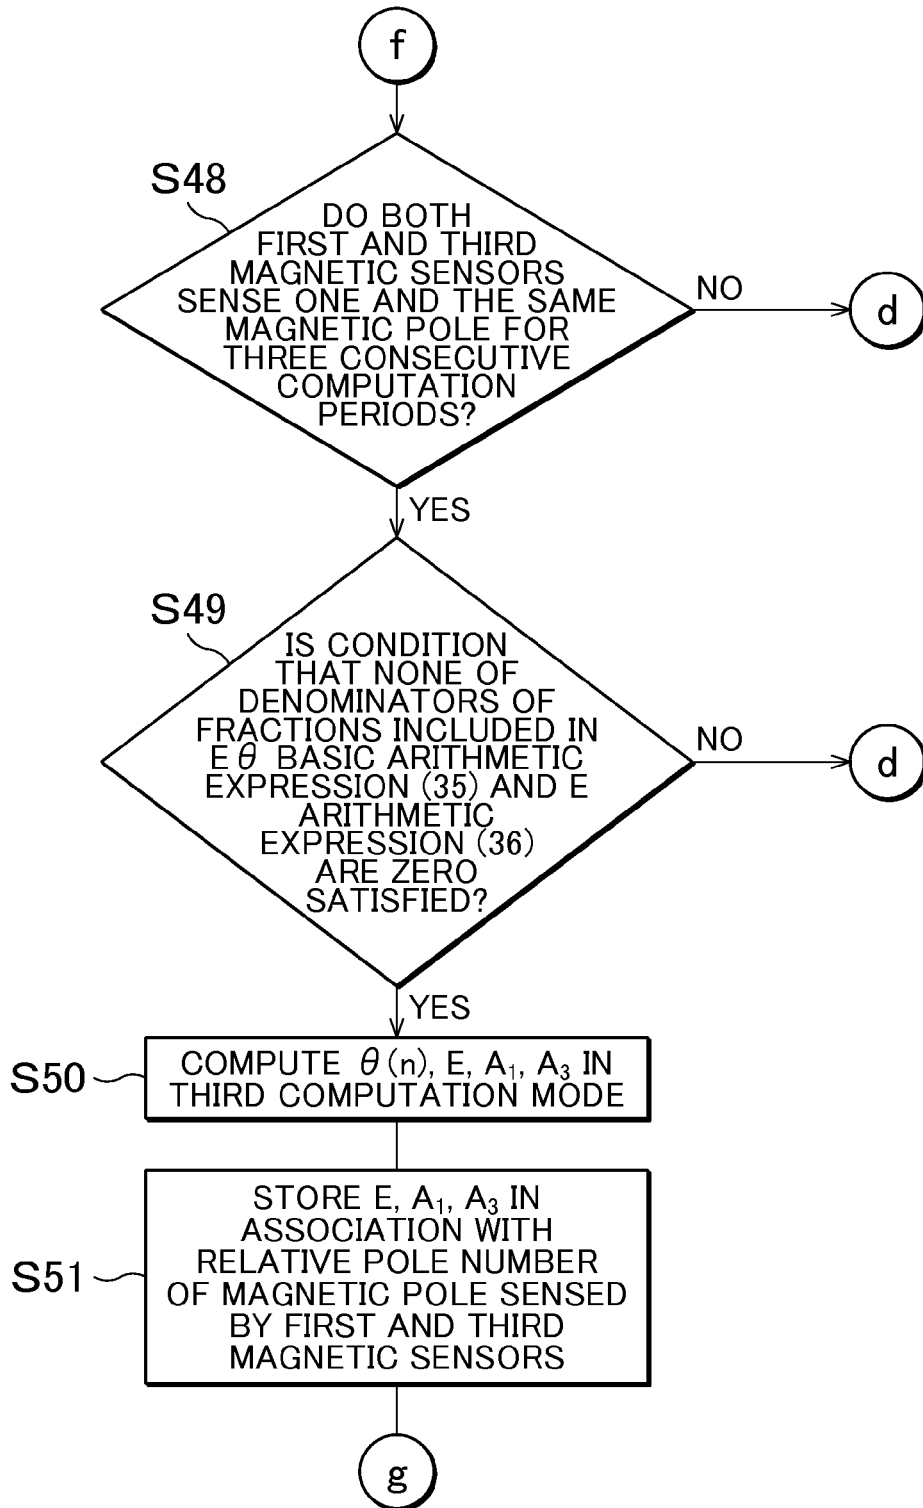 f
S48
DO BOTH
FIRST AND THIRD
MAGNETIC SENSORS
SENSE ONE AND THE SAME
MAGNETIC POLE FOR
THREE CONSECUTIVE
COMPUTATION
PERIODS?
NO
d
YES
S49
IS CONDITION
THAT NONE OF
DENOMINATORS OF
FRACTIONS INCLUDED IN
Eθ BASIC ARITHMETIC
EXPRESSION (35) AND E
ARITHMETIC
EXPRESSION (36)
ARE ZERO
SATISFIED?
NO
d
YES
S50
COMPUTE θ(n), E, A₁, A₃ IN
THIRD COMPUTATION MODE
S51
STORE E, A₁, A₃ IN
ASSOCIATION WITH
RELATIVE POLE NUMBER
OF MAGNETIC POLE SENSED
BY FIRST AND THIRD
MAGNETIC SENSORS
g